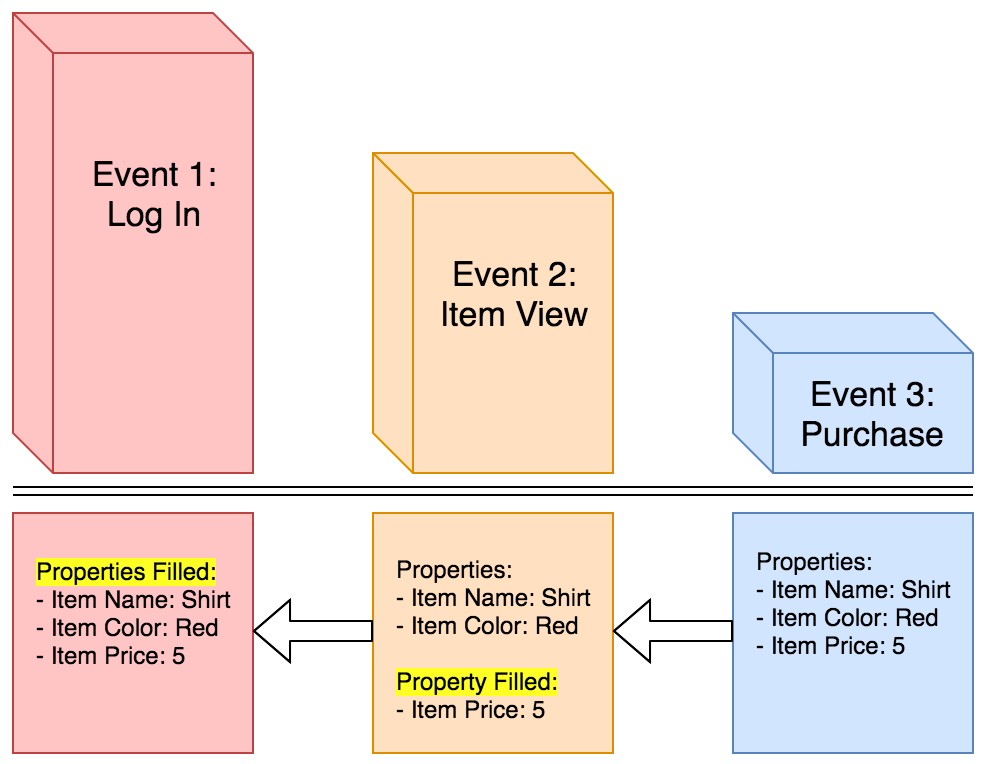 Event 1:
Log In
Event 2:
Item View
Event 3:
Purchase
Properties Filled:
- Item Name: Shirt
- Item Color: Red
- Item Price: 5
Properties:
- Item Name: Shirt
- Item Color: Red
Property Filled:
- Item Price: 5
Properties:
- Item Name: Shirt
- Item Color: Red
- Item Price: 5